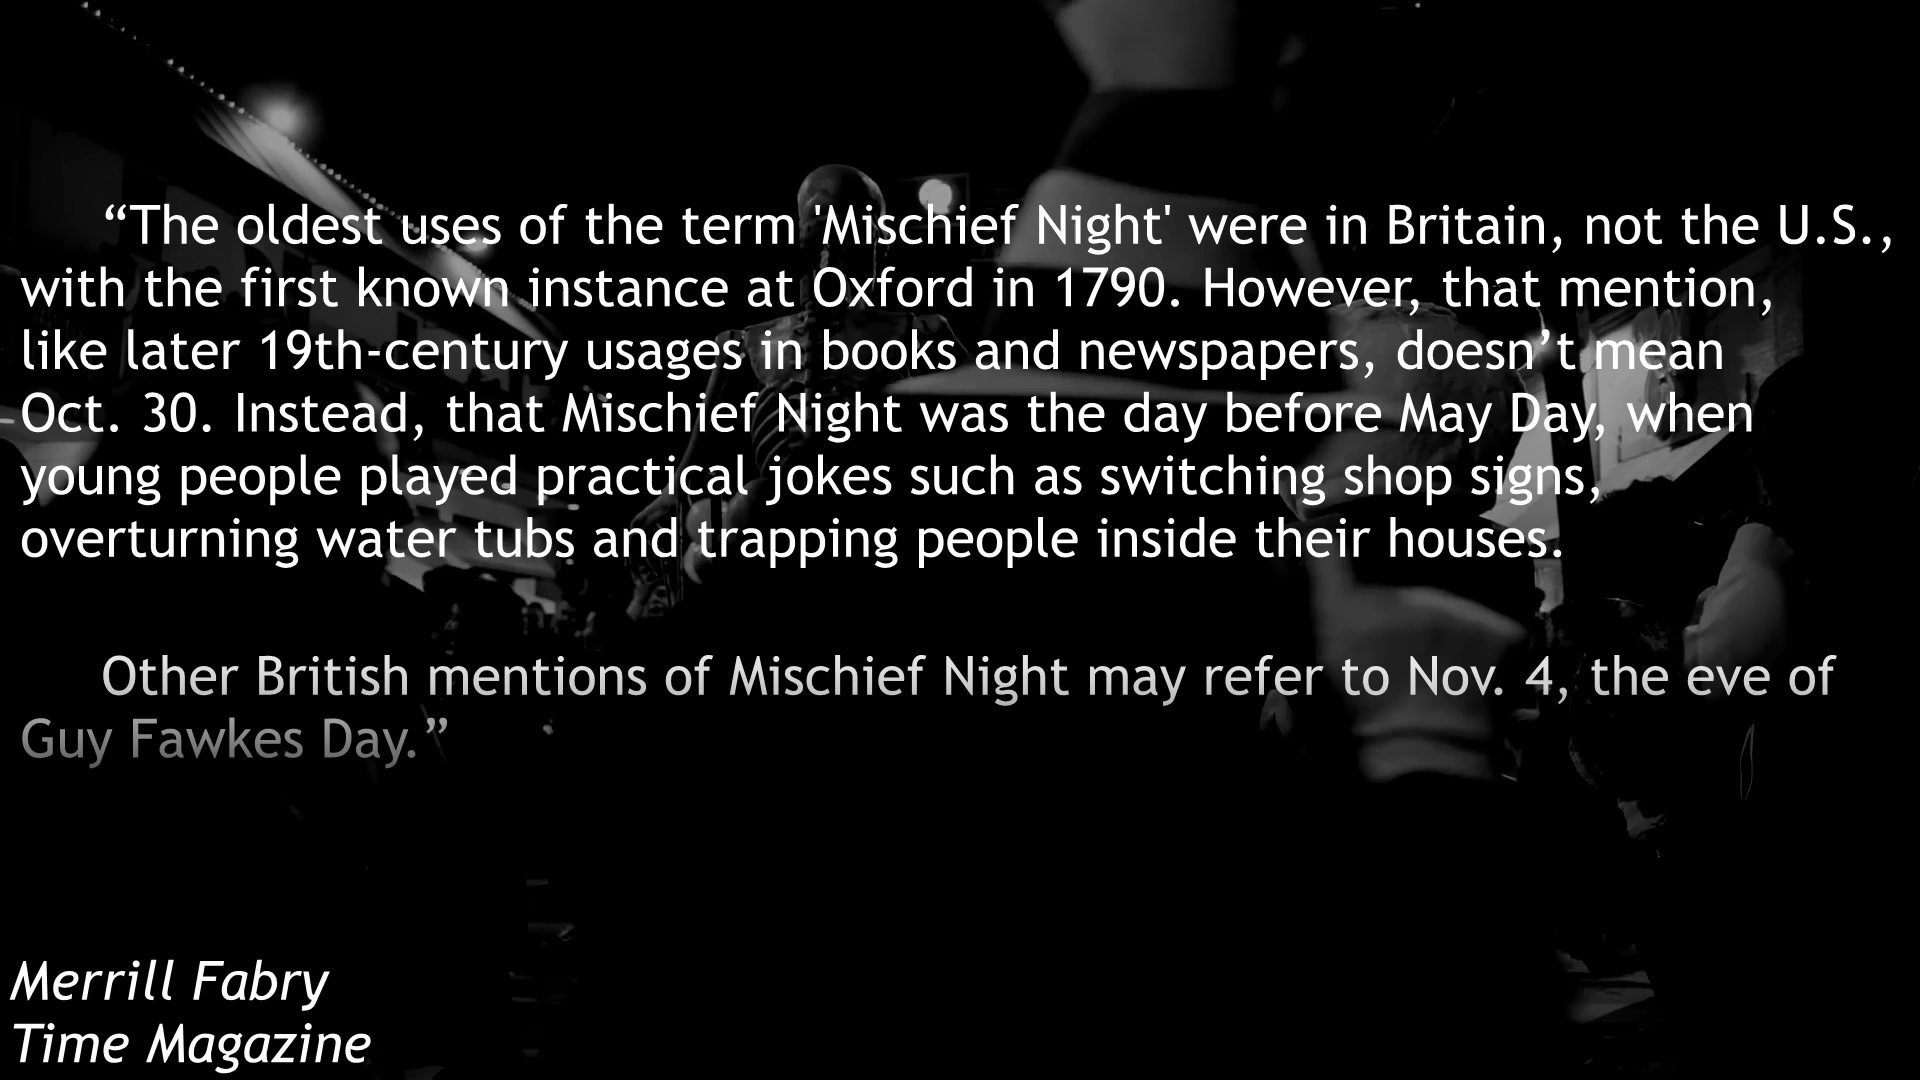 “The oldest uses of the term 'Mischief Night' were in Britain, not the U.S.,
with the first known instance at Oxford in 1790. However, that mention,
like later 19th-century usages in books and newspapers, doesn’t mean
Oct. 30. Instead, that Mischief Night was the day before May Day, when
young people played practical jokes such as switching shop signs,
overturning water tubs and trapping people inside their houses.
Other British mentions of Mischief Night may refer to Nov. 4, the eve of
Guy Fawkes Day.”
Merrill Fabry
Time Magazine